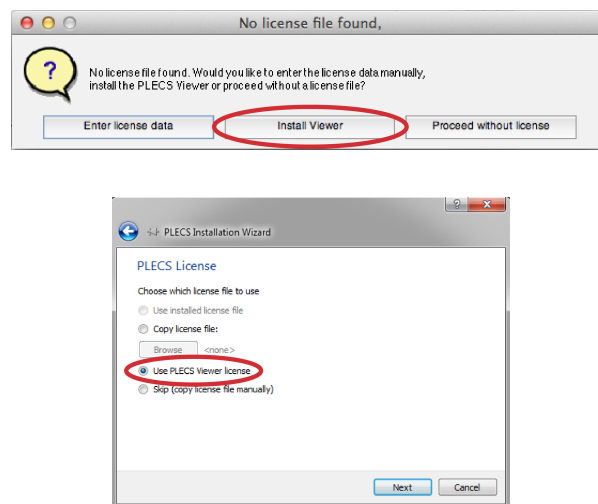 No license file found,
?
No license file found. Would you like to enter the license data manually,
install the PLECS Viewer or proceed without a license file?
Enter license data
Install Viewer
Proceed without license
?
x
PLECS Installation Wizard
PLECS License
Choose which license file to use
Use installed license file
Copy license file:
Browse <none>
Use PLECS Viewer license
Skip (copy license file manually)
Next Cancel